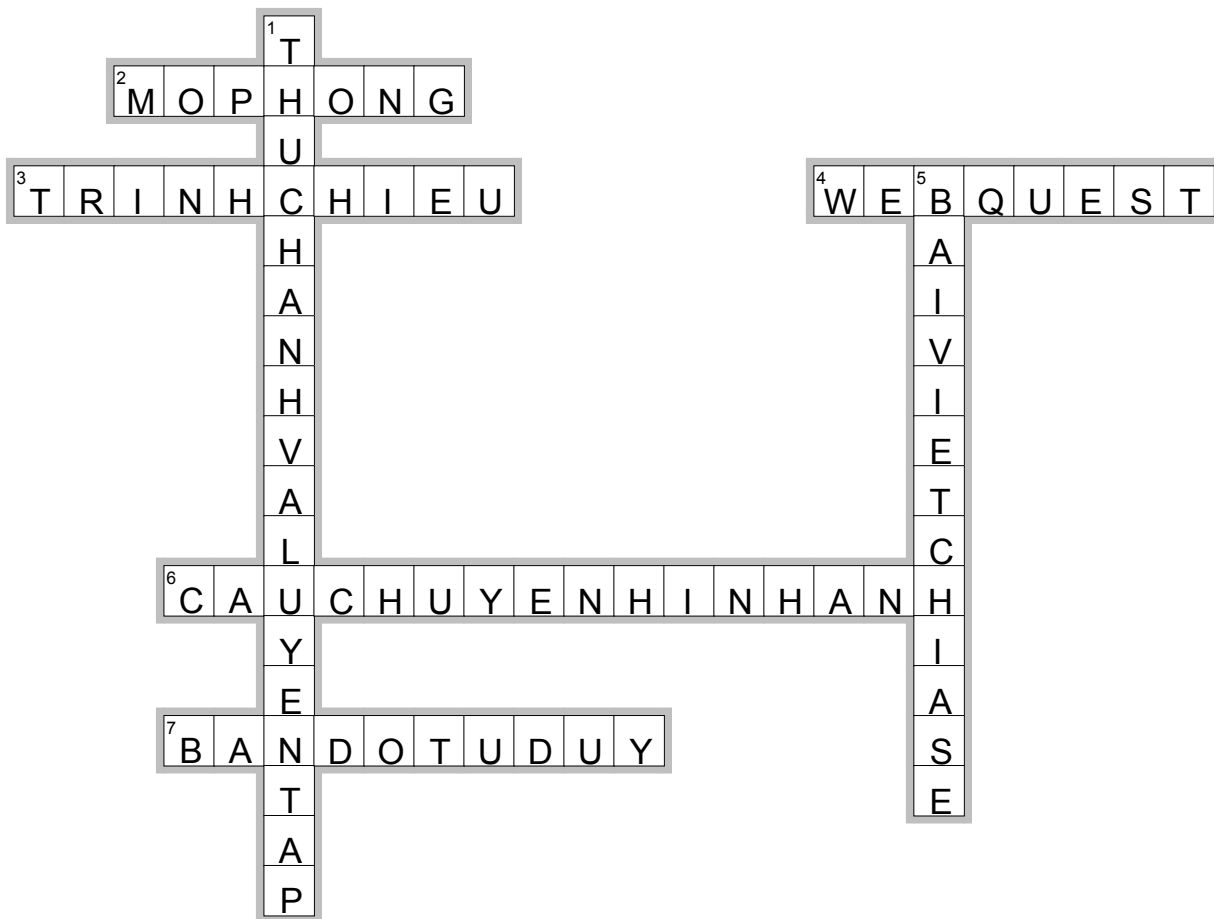 1 THUCHANHVALUYENTAP
2 MOPHONG
3 TRINHCHIEU
4 WEBQUEST
5 BAIVIETCHIASE
6 CAUCHUYENHINHANH
7 BANDOTUDUY